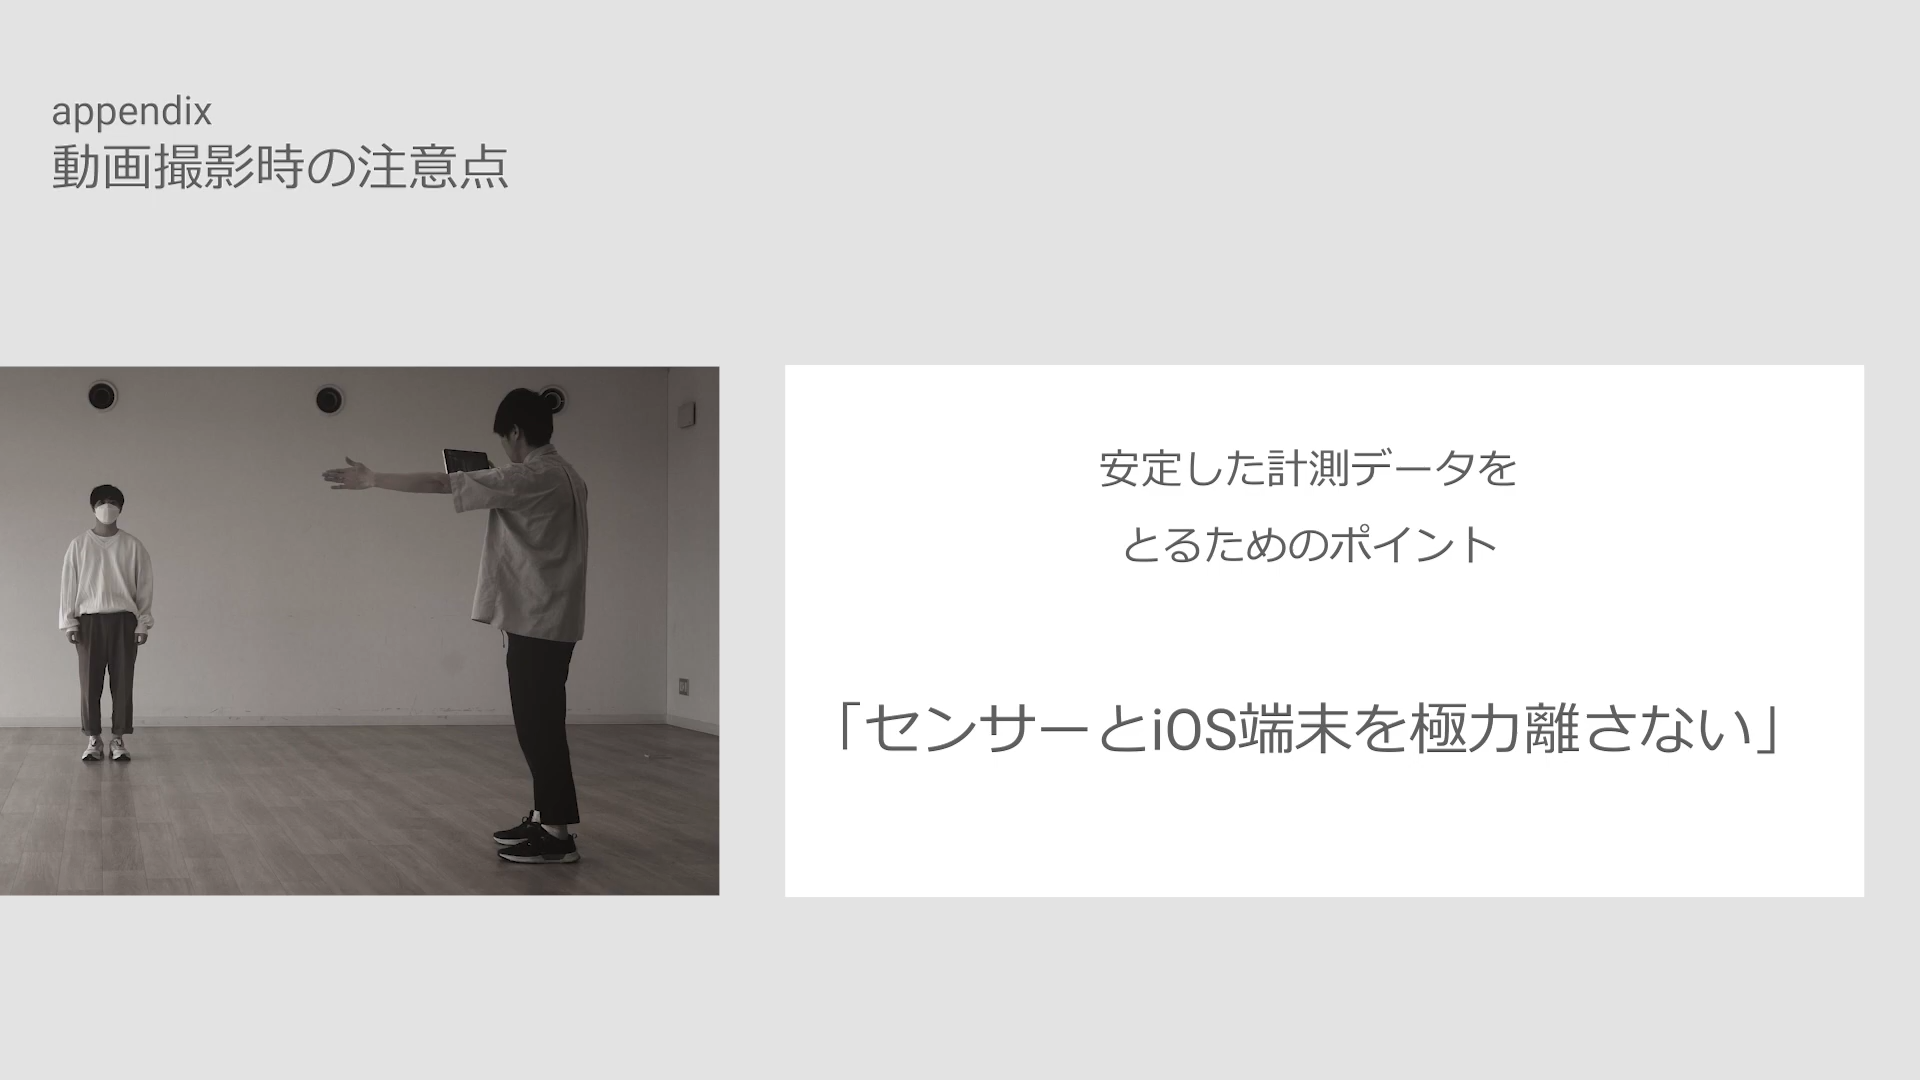 appendix
動画撮影時の注意点
安定した計測データを
とるためのポイント
「センサーとiOS端末を極力離さない」